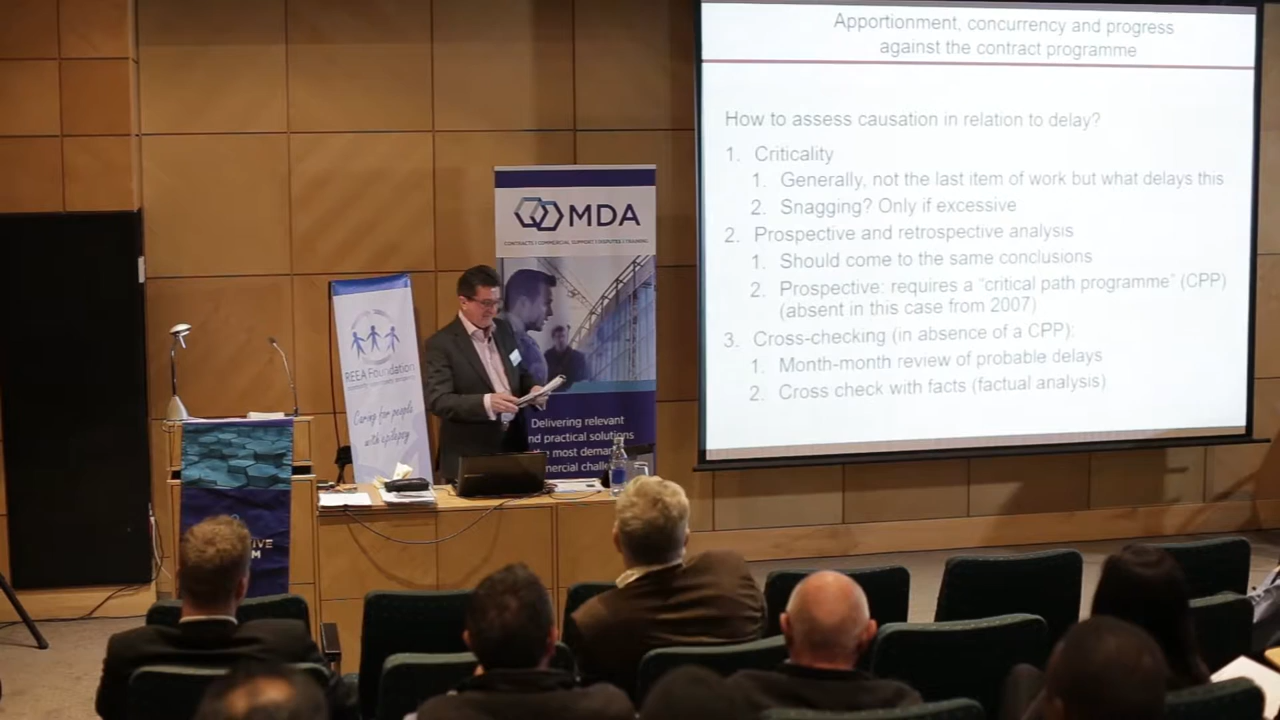 Apportionment, concurrency and progress
against the contract programme
How to assess causation in relation to delay?
1. Criticality
1. Generally, not the last item of work but what delays this
2. Snagging? Only if excessive
2. Prospective and retrospective analysis
1. Should come to the same conclusions
2. Prospective: requires a "critical path programme" (CPP)
(absent in this case from 2007)
3. Cross-checking (in absence of a CPP):
1. Month-month review of probable delays
2. Cross check with facts (factual analysis)
MDA
CONTRACTS | COMMERCIAL SUPPORT | DISPUTES | TRAINING
Delivering relevant
nd practical solutions
most deman
mercial challe
REEA Foundation
Caring for people
with epilepsy
IVE
M